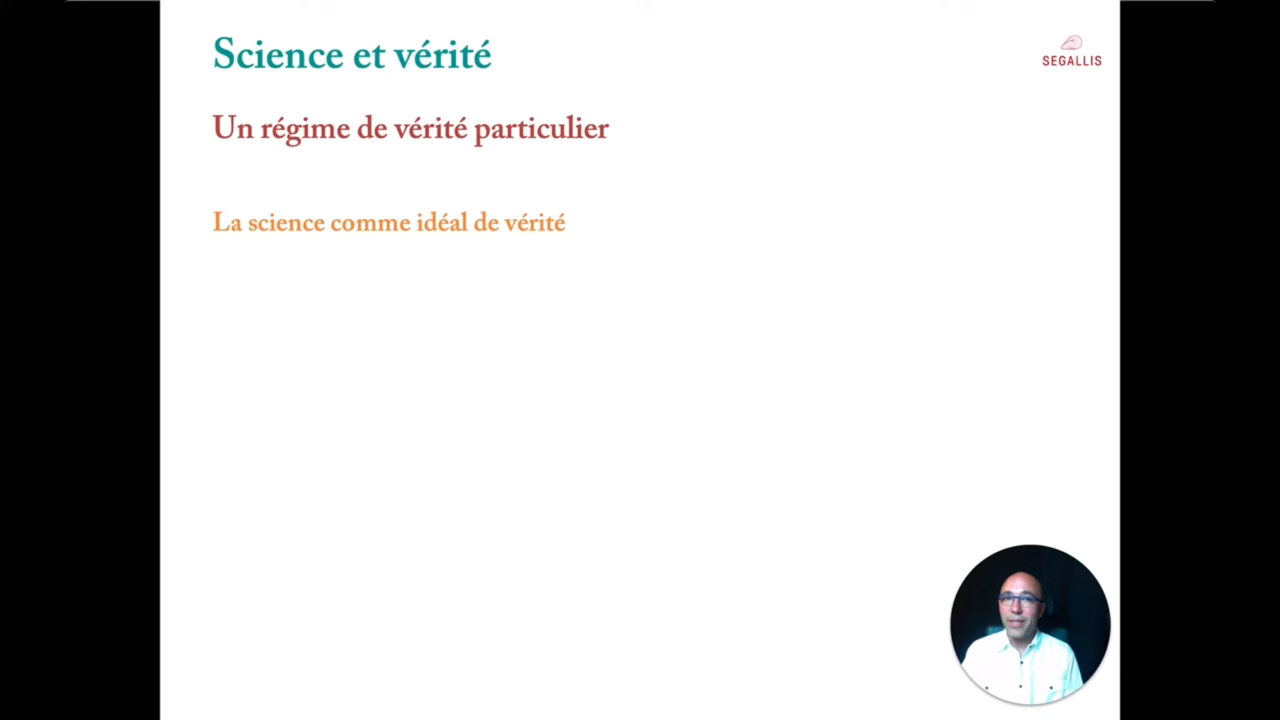 Science et vérité
SEGALLIS
Un régime de vérité particulier
La science comme idéal de vérité